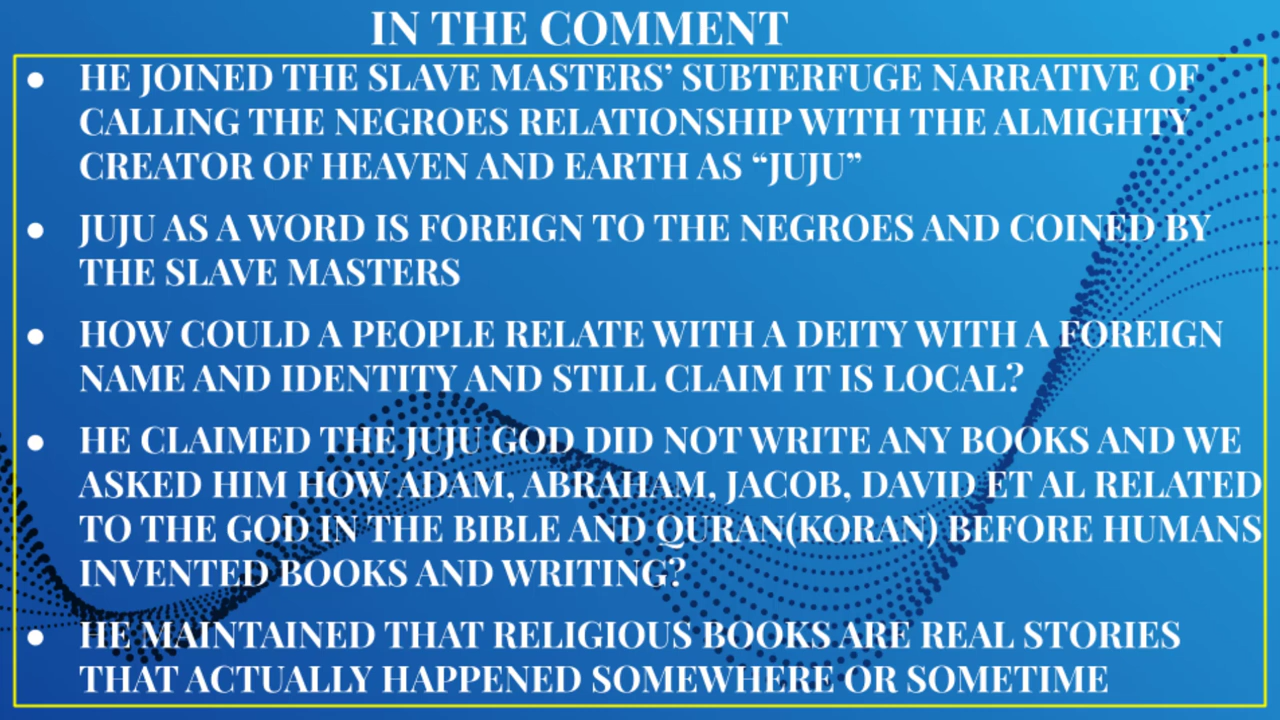 IN THE COMMENT
● HE JOINED THE SLAVE MASTERS’ SUBTERFUGE NARRATIVE OF
CALLING THE NEGROES RELATIONSHIP WITH THE ALMIGHTY
CREATOR OF HEAVEN AND EARTH AS “JUJU”
● JUJU AS A WORD IS FOREIGN TO THE NEGROES AND COINED BY
THE SLAVE MASTERS
● HOW COULD A PEOPLE RELATE WITH A DEITY WITH A FOREIGN
NAME AND IDENTITY AND STILL CLAIM IT IS LOCAL?
● HE CLAIMED THE JUJU GOD DID NOT WRITE ANY BOOKS AND WE
ASKED HIM HOW ADAM, ABRAHAM, JACOB, DAVID ET AL RELATED
TO THE GOD IN THE BIBLE AND QURAN(KORAN) BEFORE HUMANS
INVENTED BOOKS AND WRITING?
● HE MAINTAINED THAT RELIGIOUS BOOKS ARE REAL STORIES
THAT ACTUALLY HAPPENED SOMEWHERE OR SOMETIME